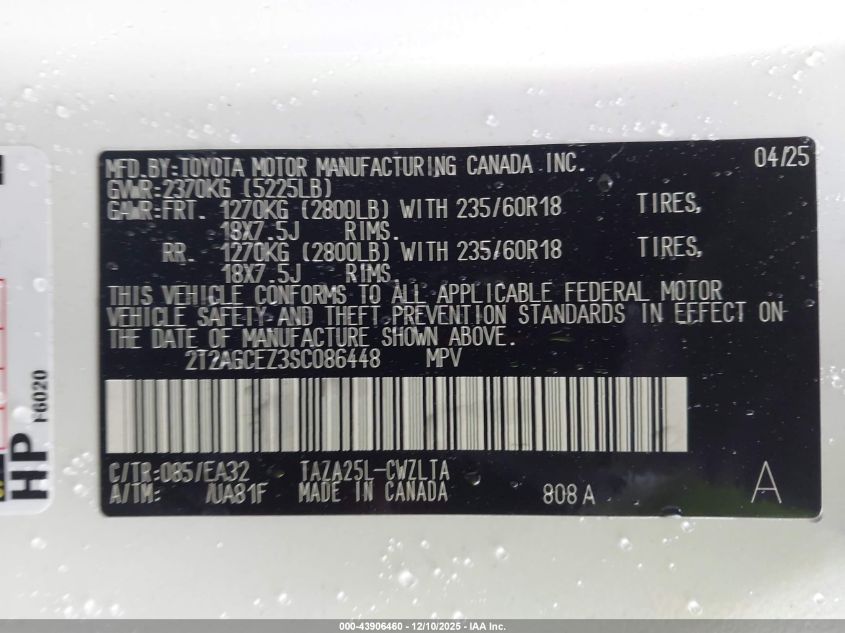 MFD.BY:TOYOTA MOTOR MANUFACTURING CANADA INC. 04/25
GVWR:2370KG (5225LB)
GAWR:FRT. 1270KG (2800LB) WITH 235/60R18 TIRES,
18X7.5J RIMS.
RR. 1270KG (2800LB) WITH 235/60R18 TIRES,
18X7.5J RIMS.
THIS VEHICLE CONFORMS TO ALL APPLICABLE FEDERAL MOTOR
VEHICLE SAFETY AND THEFT PREVENTION STANDARDS IN EFFECT ON
THE DATE OF MANUFACTURE SHOWN ABOVE.
2T2AGCEZ3SC086448 MPV
C/TR:085/EA32 TAZA25L-CWZLTA
A/TM: /UA81F MADE IN CANADA 808A A
HP F6020
000-43906460 - 12/10/2025 - IAA Inc.